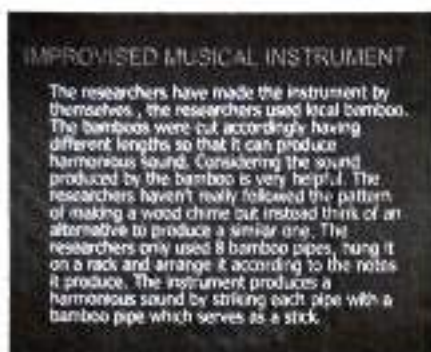 IMPROVISED MUSICAL INSTRUMENT
The researchers have made the instrument by
themselves., the researchers used local bamboo.
The bamboos were cut accordingly having
different lengths so that it can produce
harmonious sound. Considering the sound
produced by the bamboo is very helpful. The
researchers haven't really followed the pattern
of making a wood chime but instead think of an
alternative to produce a similar one. The
researchers only used 8 bamboo pipes, hung it
on a rack and arrange it according to the notes
it produce. The instrument produces a
harmonious sound by striking each pipe with a
bamboo pipe which serves as a stick.